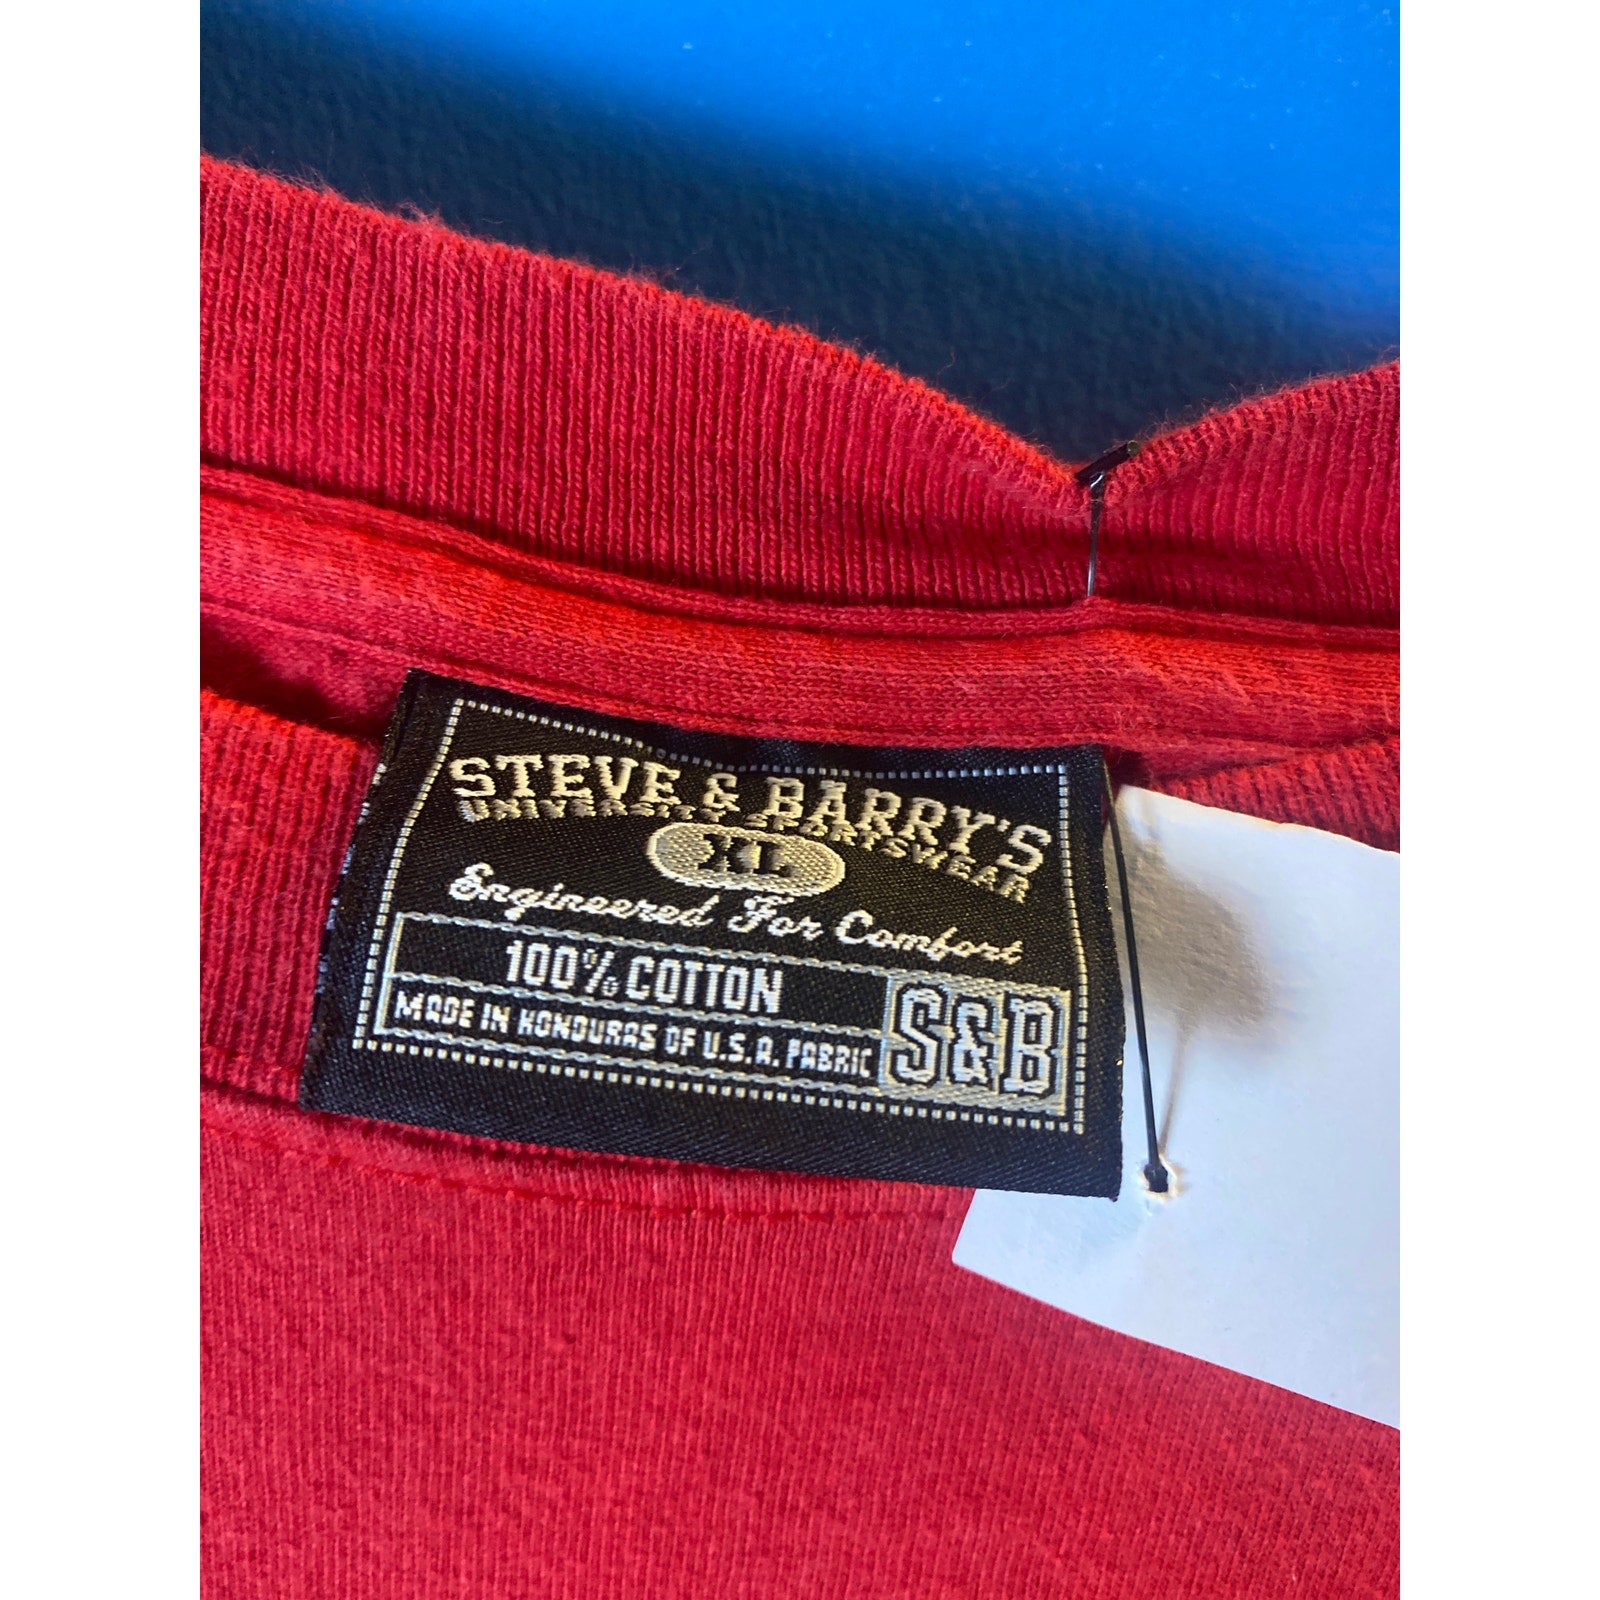 STEVE & BARRY'S
UNIVERSITY SPORTSWEAR
XL
Engineered For Comfort
100% COTTON
MADE IN HONDURAS OF U.S.A. FABRIC
S&B